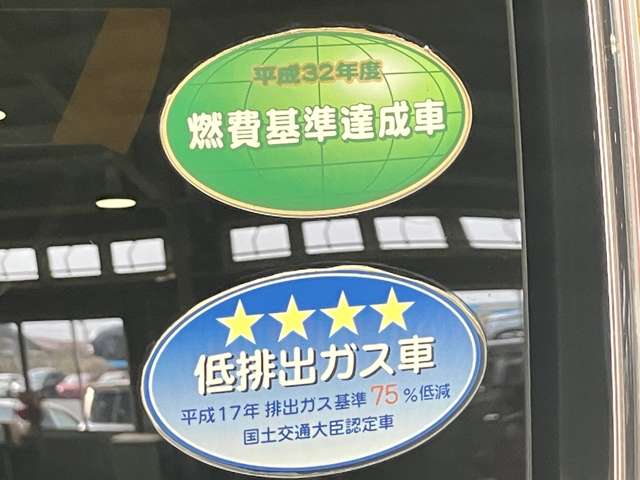 平成32年度
燃費基準達成車
低排出ガス車
平成17年 排出ガス基準 75%低減
国土交通大臣認定車